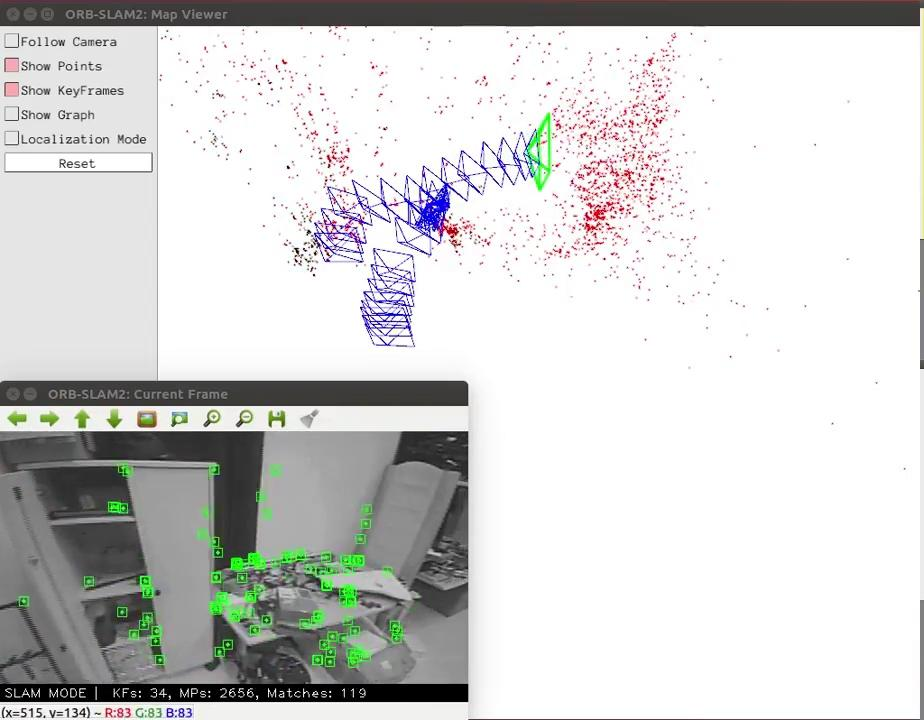 ORB-SLAM2: Map Viewer
Follow Camera
Show Points
Show KeyFrames
Show Graph
Localization Mode
Reset
ORB-SLAM2: Current Frame
SLAM MODE |  KFs: 34, MPs: 2656, Matches: 119
(x=515, y=134) ~ R:83 G:83 B:83